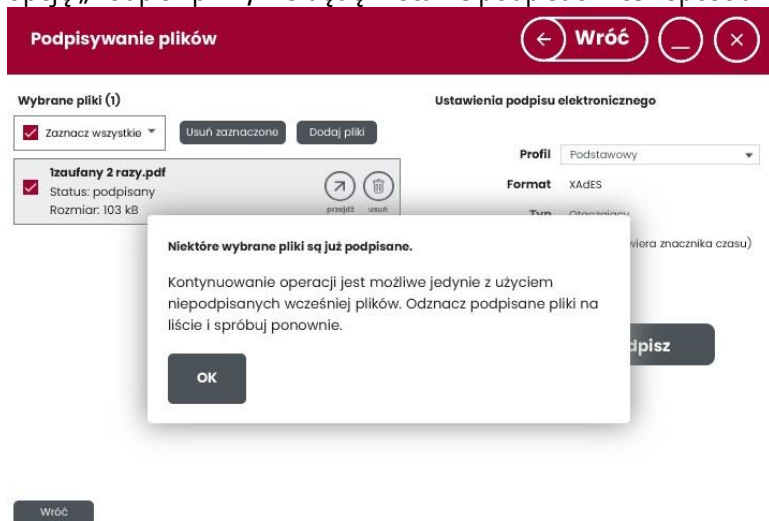 Podpisywanie plików
Wróć
Wybrane pliki (1)
Ustawienia podpisu elektronicznego
Zaznacz wszystkie
Usuń zaznaczone
Dodaj pliki
Profil Podstawowy
1zaufany 2 razy.pdf
Status: podpisany
Rozmiar: 103 kB
przejdź usuń
Format XAdES
Typ Otaczający
znacznika czasu)
Niektóre wybrane pliki są już podpisane.
Kontynuowanie operacji jest możliwe jedynie z użyciem
niepodpisanych wcześniej plików. Odznacz podpisane pliki na
liście i spróbuj ponownie.
OK
dpisz
Wróć